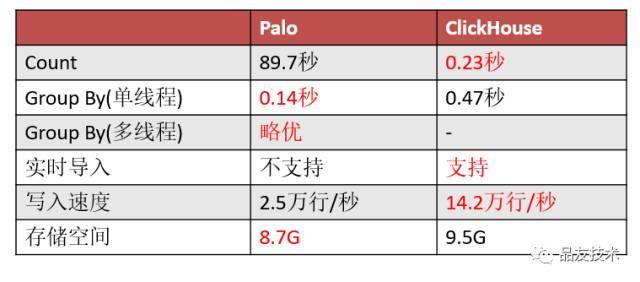 Palo ClickHouse
Count 89.7秒 0.23秒
Group By(单线程) 0.14秒 0.47秒
Group By(多线程) 略优 -
实时导入 不支持 支持
写入速度 2.5万行/秒 14.2万行/秒
存储空间 8.7G 9.5G
品友技术